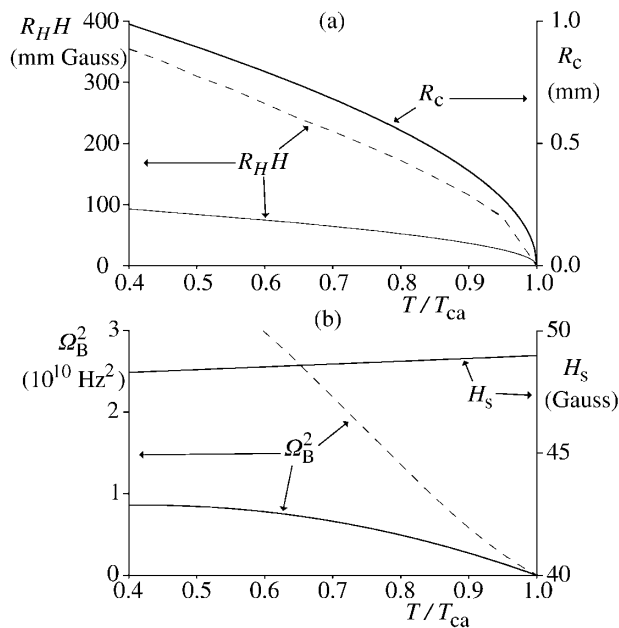 R_H H
(mm Gauss)
(a)
R_c
(mm)
400
300
200
100
0
1.0
0.5
0.0
R_c
R_H H
0.4 0.5 0.6 0.7 0.8 0.9 1.0
T / T_ca
(b)
Ω_B^2
(10^10 Hz^2)
H_s
(Gauss)
3
2
1
0
50
45
40
H_s
Ω_B^2
0.4 0.5 0.6 0.7 0.8 0.9 1.0
T / T_ca